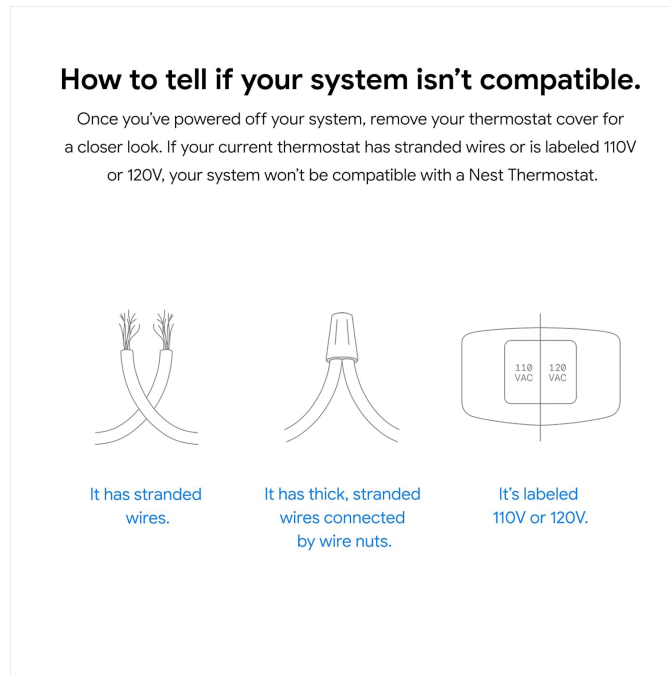 How to tell if your system isn’t compatible.
Once you’ve powered off your system, remove your thermostat cover for
a closer look. If your current thermostat has stranded wires or is labeled 110V
or 120V, your system won’t be compatible with a Nest Thermostat.
110 120
VAC VAC
It has stranded
wires.
It has thick, stranded
wires connected
by wire nuts.
It’s labeled
110V or 120V.